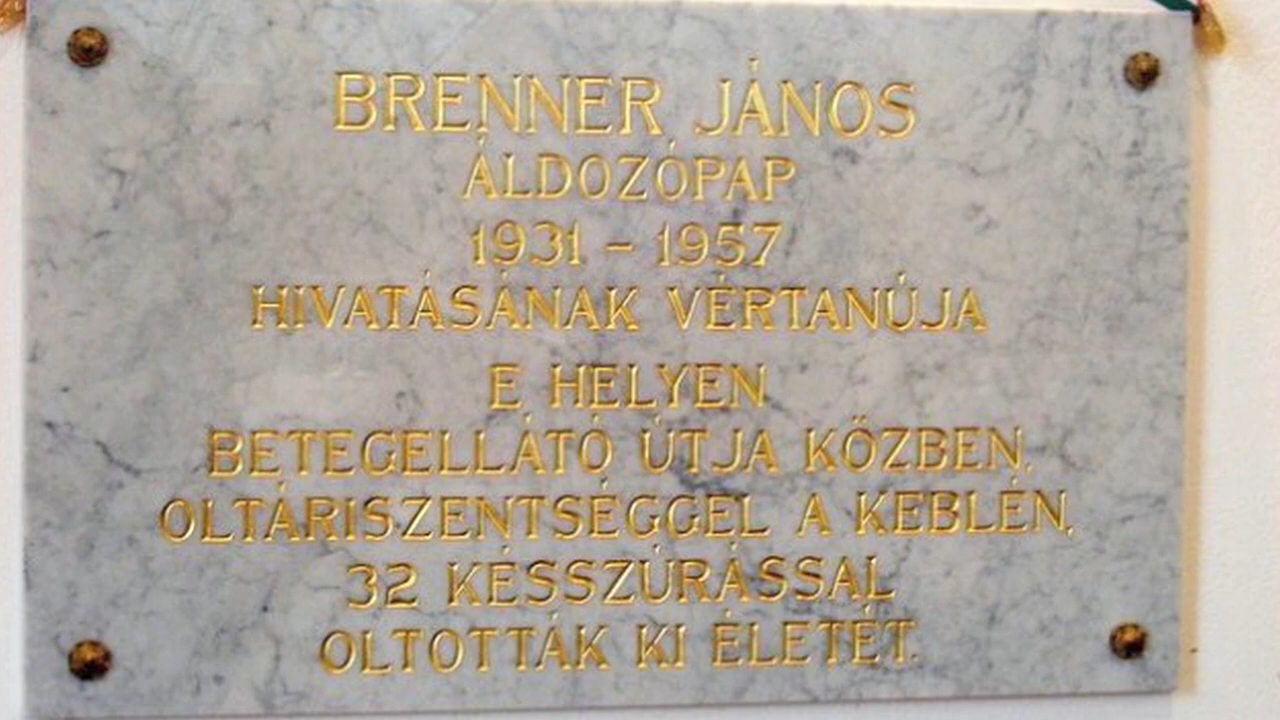 BRENNER JÁNOS
ÁLDOZÓPAP
1931 – 1957
HIVATÁSÁNAK VÉRTANÚJA
E HELYEN
BETEGELLÁTÓ ÚTJA KÖZBEN,
OLTÁRISZENTSÉGGEL A KEBLÉN,
32 KÉSSZÚRÁSSAL
OLTOTTÁK KI ÉLETÉT.